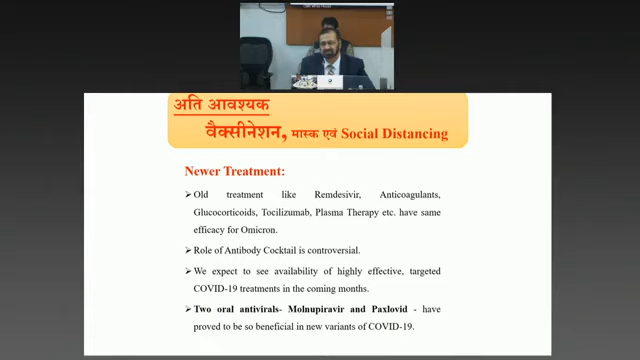 अति आवश्यक
वैक्सीनेशन, मास्क एवं Social Distancing
Newer Treatment:
➢ Old treatment like Remdesivir, Anticoagulants,
Glucocorticoids, Tocilizumab, Plasma Therapy etc. have same
efficacy for Omicron.
➢ Role of Antibody Cocktail is controversial.
➢ We expect to see availability of highly effective, targeted
COVID-19 treatments in the coming months.
➢ Two oral antivirals- Molnupiravir and Paxlovid - have
proved to be so beneficial in new variants of COVID-19.